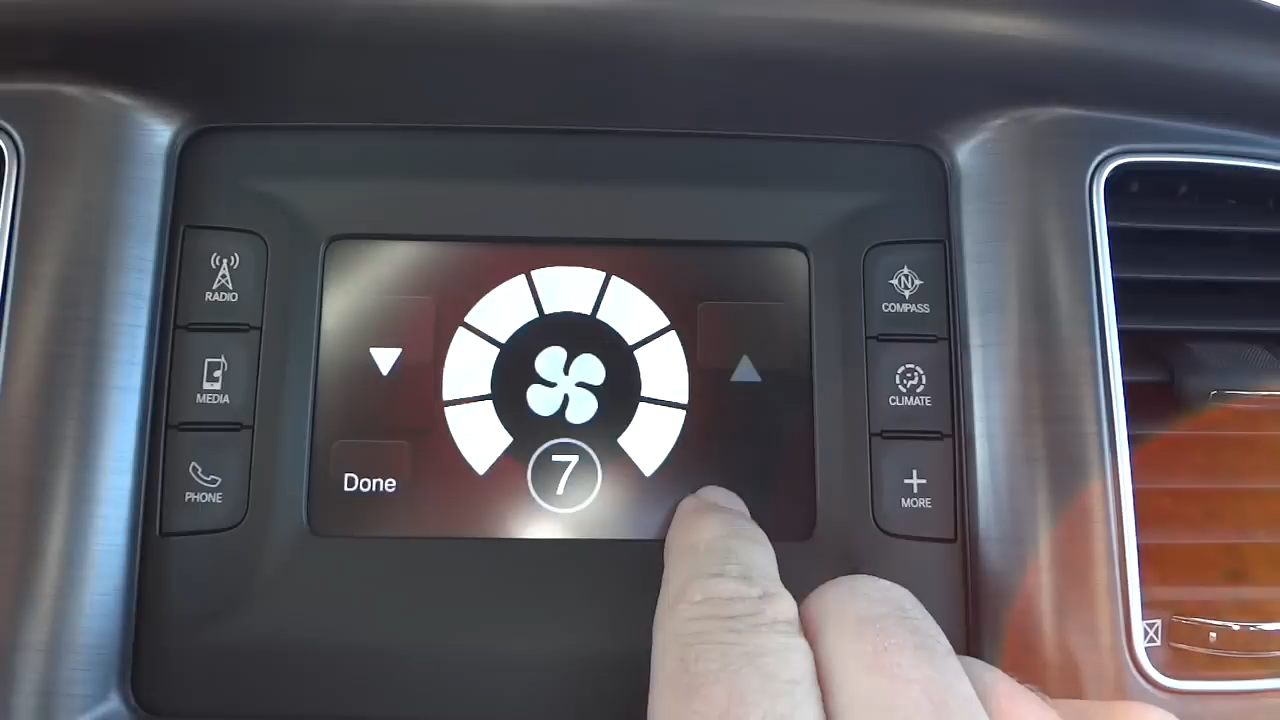 RADIO
MEDIA
PHONE
Done
7
N
COMPASS
CLIMATE
MORE